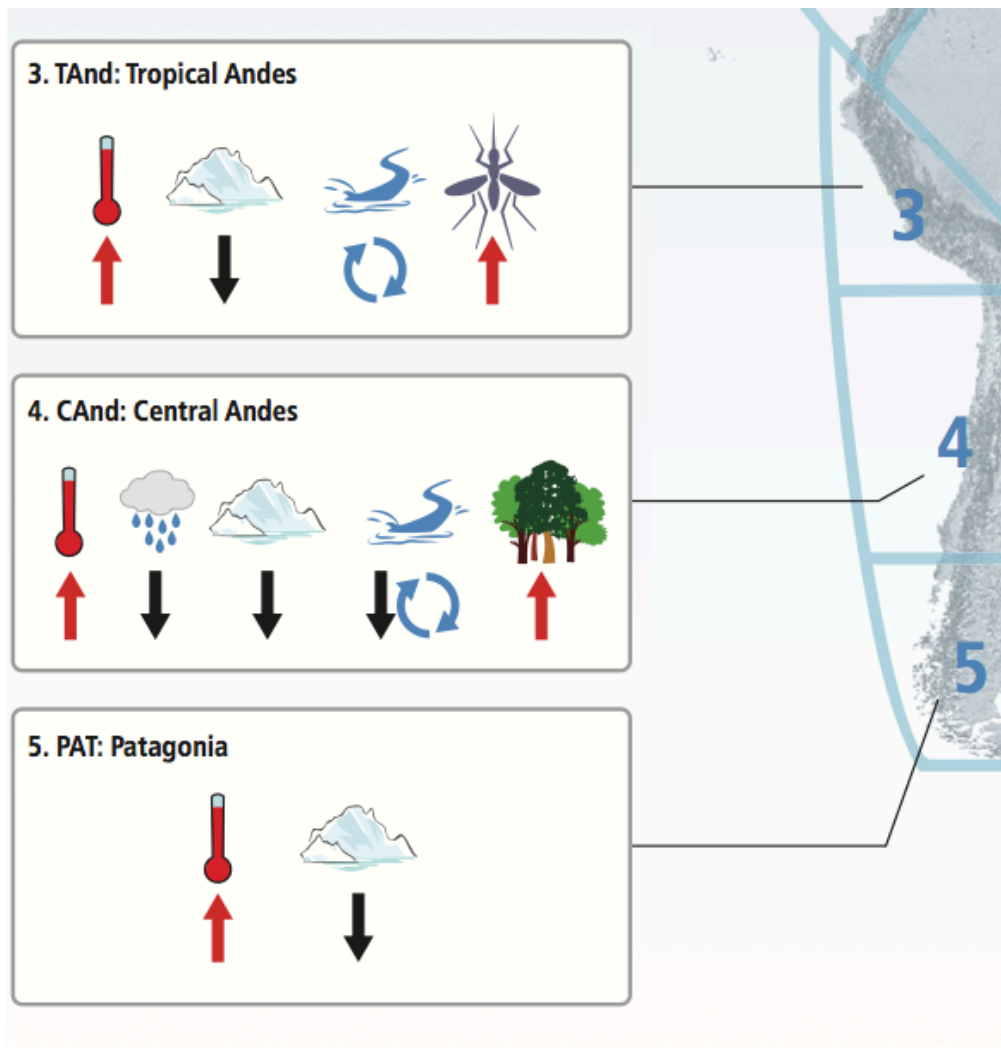 3. TAnd: Tropical Andes
3
4. CAnd: Central Andes
4
5. PAT: Patagonia
5